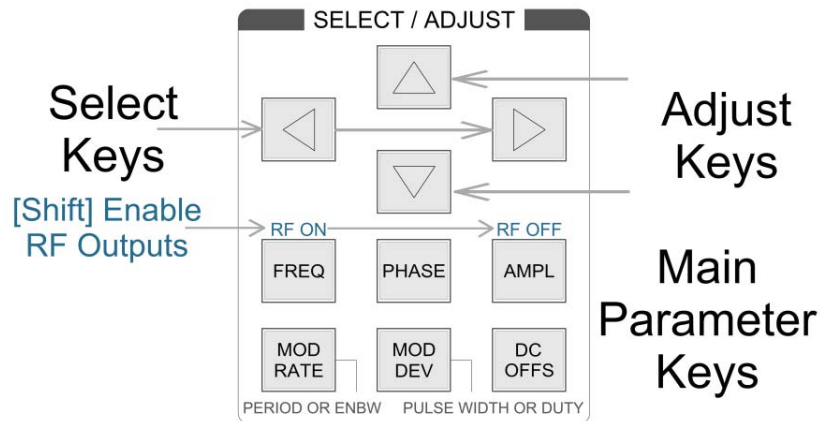 SELECT / ADJUST
Select
Keys
Adjust
Keys
[Shift] Enable
RF Outputs
RF ON
RF OFF
FREQ
PHASE
AMPL
Main
Parameter
Keys
MOD
RATE
MOD
DEV
DC
OFFS
PERIOD OR ENBW
PULSE WIDTH OR DUTY